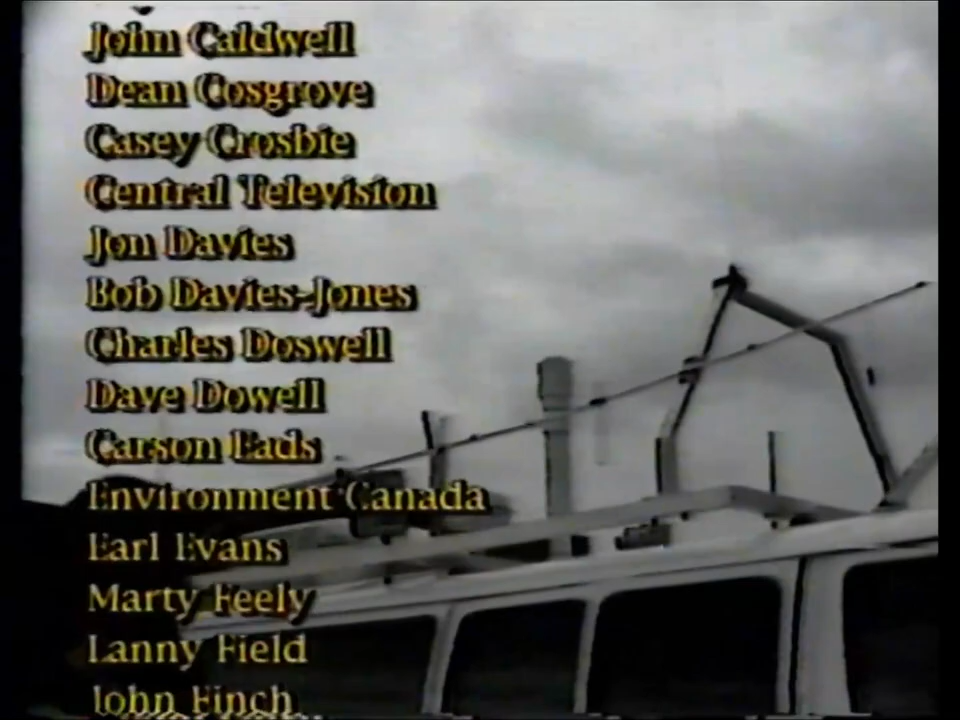 John Caldwell
Dean Cosgrove
Casey Crosbie
Central Television
Jon Davies
Bob Davies-Jones
Charles Doswell
Dave Dowell
Carson Eads
Environment Canada
Earl Evans
Marty Feely
Lanny Field
John Finch